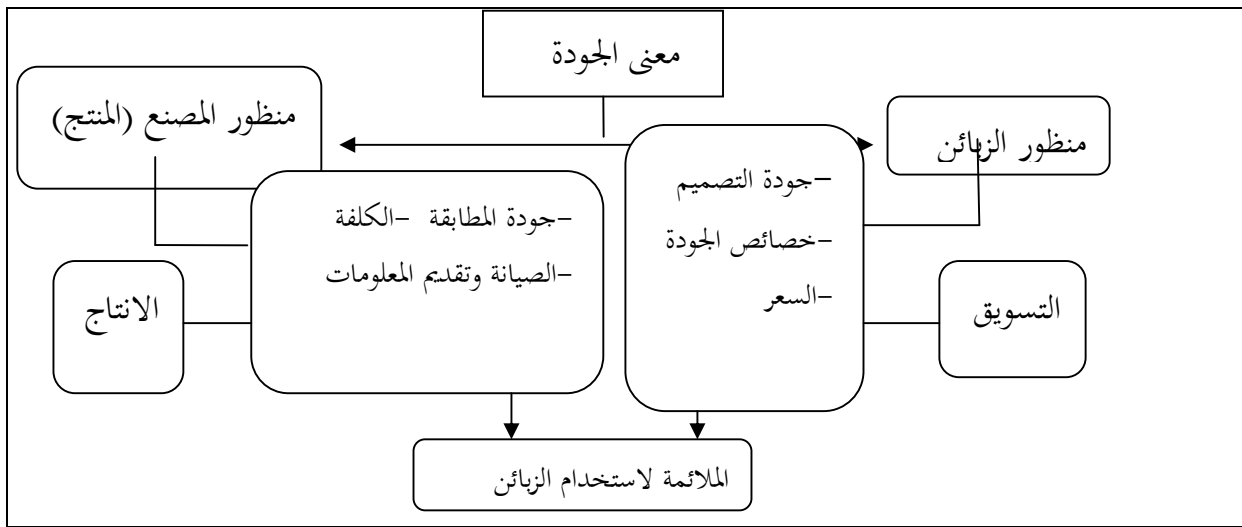 معنى الجودة
منظور الزبائن
منظور المصنع (المنتج)
-جودة التصميم
-خصائص الجودة
-السعر
-جودة المطابقة -الكلفة
-الصيانة وتقديم المعلومات
التسويق
الانتاج
الملائمة لاستخدام الزبائن